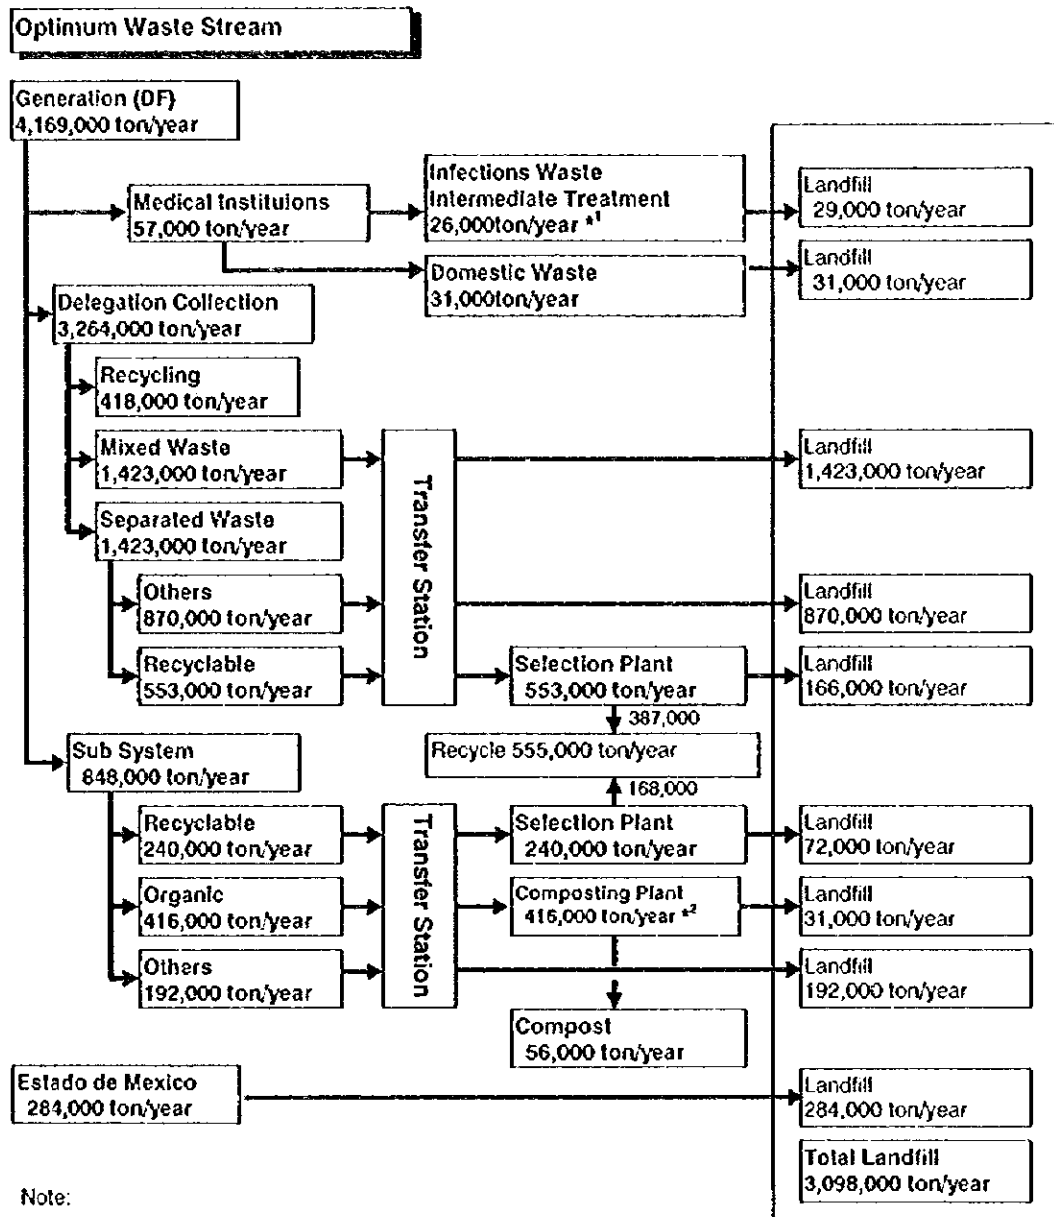 Optimum Waste Stream
Generation (DF)
4,169,000 ton/year
Medical Instituions
57,000 ton/year
Infections Waste
Intermediate Treatment
26,000ton/year *1
Landfill
29,000 ton/year
Domestic Waste
31,000ton/year
Landfill
31,000 ton/year
Delegation Collection
3,264,000 ton/year
Recycling
418,000 ton/year
Mixed Waste
1,423,000 ton/year
Transfer Station
Landfill
1,423,000 ton/year
Separated Waste
1,423,000 ton/year
Others
870,000 ton/year
Landfill
870,000 ton/year
Recyclable
553,000 ton/year
Selection Plant
553,000 ton/year
Landfill
166,000 ton/year
387,000
Recycle 555,000 ton/year
168,000
Sub System
848,000 ton/year
Recyclable
240,000 ton/year
Transfer Station
Selection Plant
240,000 ton/year
Landfill
72,000 ton/year
Organic
416,000 ton/year
Composting Plant
416,000 ton/year *2
Landfill
31,000 ton/year
Others
192,000 ton/year
Landfill
192,000 ton/year
Compost
56,000 ton/year
Estado de Mexico
284,000 ton/year
Landfill
284,000 ton/year
Total Landfill
3,098,000 ton/year
Note: